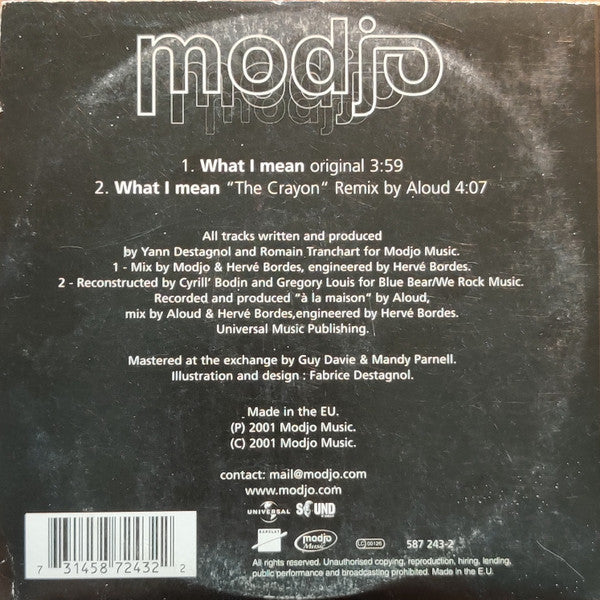 modjo
modjo
modjo
1. What I mean original 3:59
2. What I mean "The Crayon" Remix by Aloud 4:07
All tracks written and produced
by Yann Destagnol and Romain Tranchart for Modjo Music.
1 - Mix by Modjo & Hervé Bordes, engineered by Hervé Bordes.
2 - Reconstructed by Cyrill' Bodin and Gregory Louis for Blue Bear/We Rock Music.
Recorded and produced "à la maison" by Aloud,
mix by Aloud & Hervé Bordes,engineered by Hervé Bordes.
Universal Music Publishing.
Mastered at the exchange by Guy Davie & Mandy Parnell.
Illustration and design : Fabrice Destagnol.
Made in the EU.
(P) 2001 Modjo Music.
(C) 2001 Modjo Music.
contact: mail@modjo.com
www.modjo.com
UNIVERSAL SOUND
BARCLAY modjo Music LC 00126 587 243-2
7 31458 72432 2
All rights reserved. Unauthorised copying, reproduction, hiring, lending,
public performance and broadcasting prohibited. Made in the E.U.